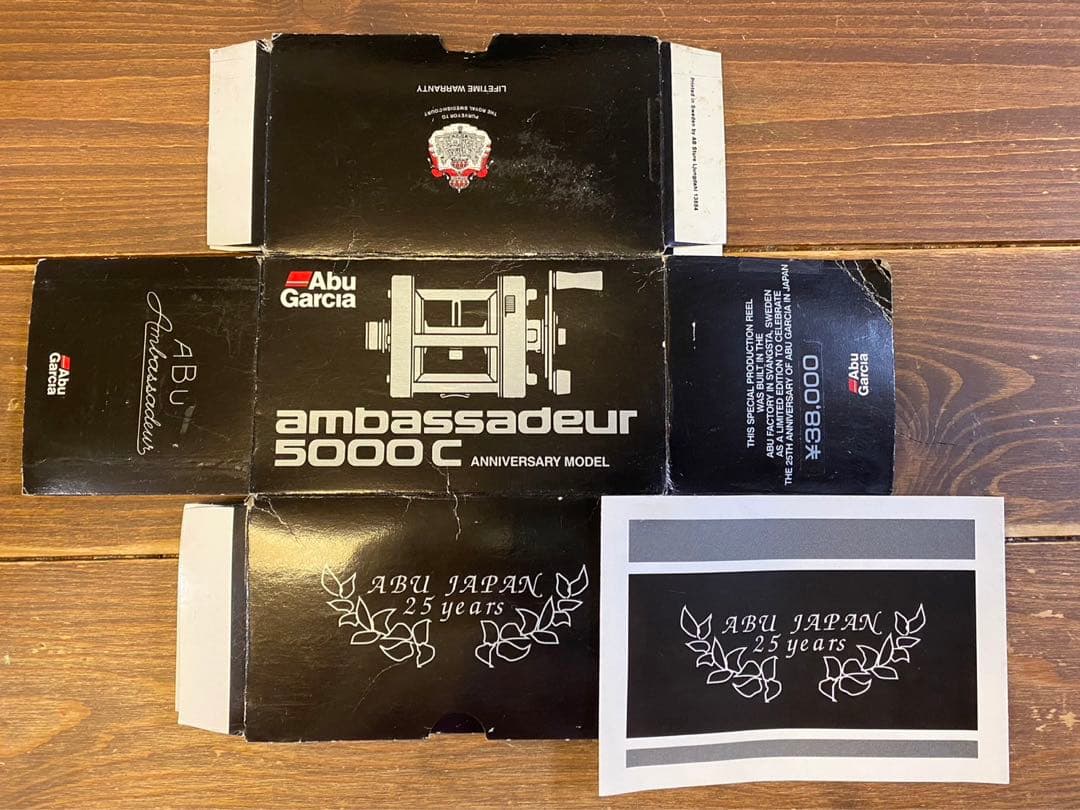 LIFETIME WARRANTY
PURVEYOR TO
THE ROYAL SWEDISH COURT
Printed in Sweden by AB Sture Ljungdahl 13884
Abu
Garcia
ABU
Ambassadeur
Abu
Garcia
ambassadeur
5000 C ANNIVERSARY MODEL
THIS SPECIAL PRODUCTION REEL
WAS BUILT IN THE
ABU FACTORY IN SVÄNGSTA, SWEDEN
AS A LIMITED EDITION TO CELEBRATE
THE 25TH ANNIVERSARY OF ABU GARCIA IN JAPAN
¥38,000
Abu
Garcia
ABU JAPAN
25 years
ABU JAPAN
25 years